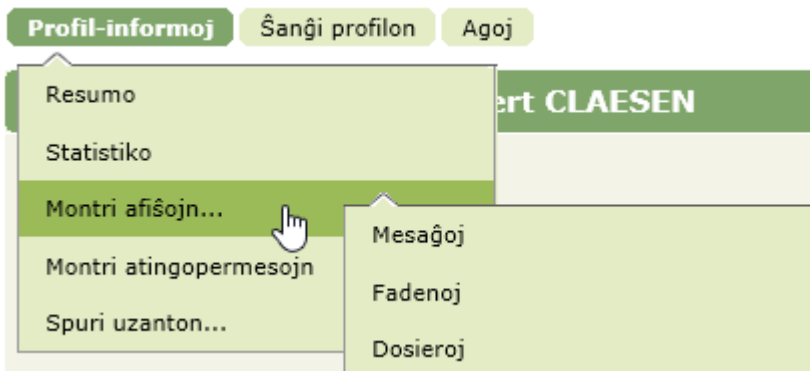 Profil-informoj Ŝanĝi profilon Agoj
Resumo
ert CLAESEN
Statistiko
Montri afiŝojn...
Mesaĝoj
Montri atingopermesojn
Fadenoj
Spuri uzanton...
Dosieroj